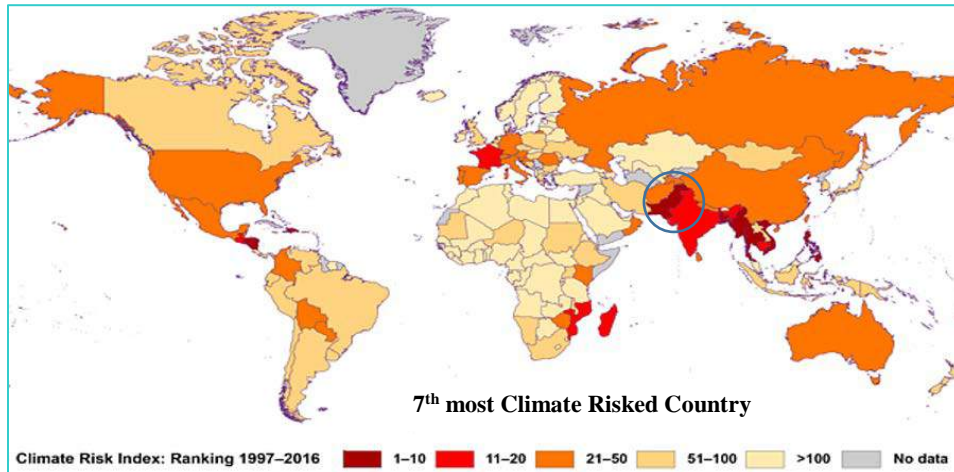 7th most Climate Risked Country
Climate Risk Index: Ranking 1997–2016 1–10 11–20 21–50 51–100 >100 No data